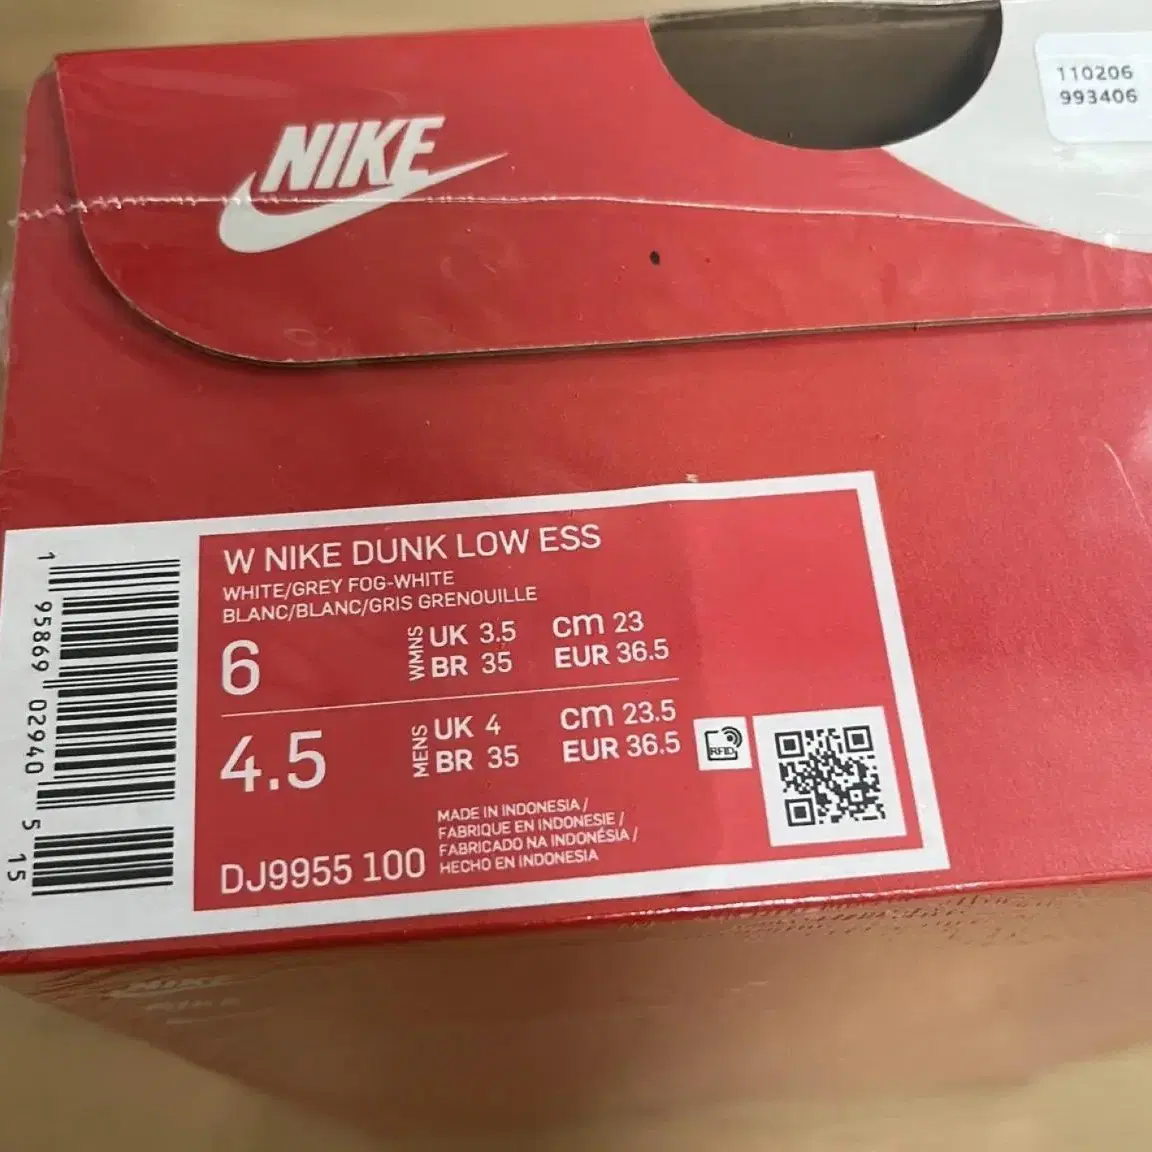 NIKE
110206
993406
W NIKE DUNK LOW ESS
WHITE/GREY FOG-WHITE
BLANC/BLANC/GRIS GRENOUILLE
6
WMNS
UK 3.5 cm 23
BR 35 EUR 36.5
4.5
MENS
UK 4 cm 23.5
BR 35 EUR 36.5
RFID
MADE IN INDONESIA /
FABRIQUE EN INDONESIE /
FABRICADO NA INDONÉSIA /
HECHO EN INDONESIA
DJ9955 100
1 95869 02940 5 15
NIKE